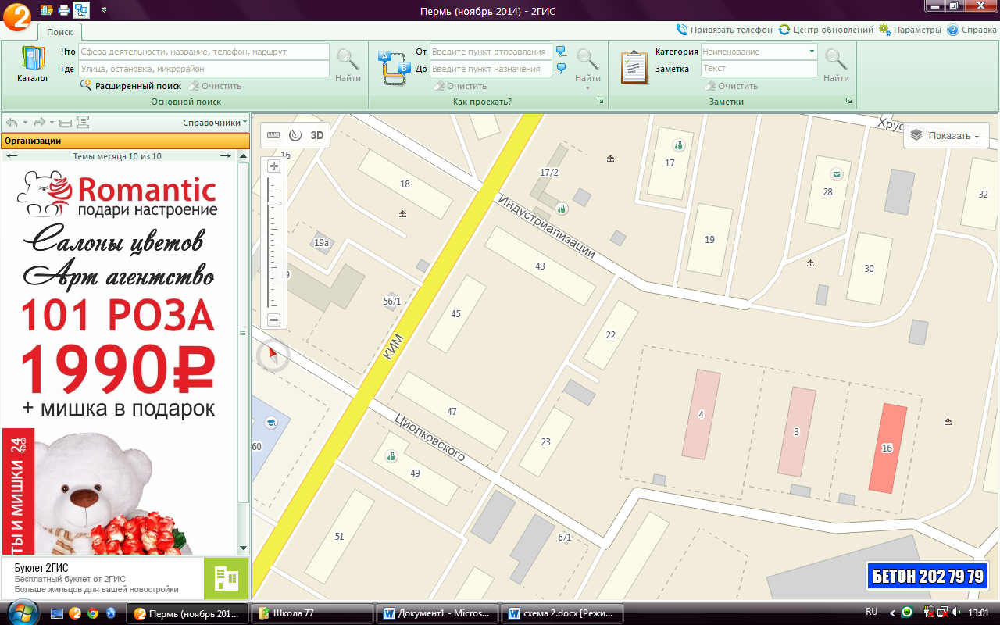 Пермь (ноябрь 2014) - 2ГИС
Поиск
Привязать телефон
Центр обновлений
Параметры
Справка
Каталог
Что
Сфера деятельности, название, телефон, маршрут
Где
Улица, остановка, микрорайон
Расширенный поиск
Очистить
Найти
Основной поиск
От
Введите пункт отправления
До
Введите пункт назначения
Очистить
Найти
Как проехать?
Категория
Наименование
Заметка
Текст
Очистить
Найти
Заметки
Справочники
Организации
Темы месяца 10 из 10
Romantic
подари настроение
Салоны цветов
Арт агентство
101 РОЗА
1990₽
+ мишка в подарок
24 часа
ТЫ И МИШКИ
Буклет 2ГИС
Бесплатный буклет от 2ГИС
Больше жильцов для вашей новостройки
3D
Показать
16
18
17/2
17
28
32
19а
19
43
19
30
56/1
45
22
КИМ
Индустриализации
47
4
3
16
Циолковского
23
60
49
51
6/1
БЕТОН 202 79 79
Пермь (ноябрь 201...
Школа 77
Документ1 - Micros...
схема 2.docx [Режи...
RU
13:01